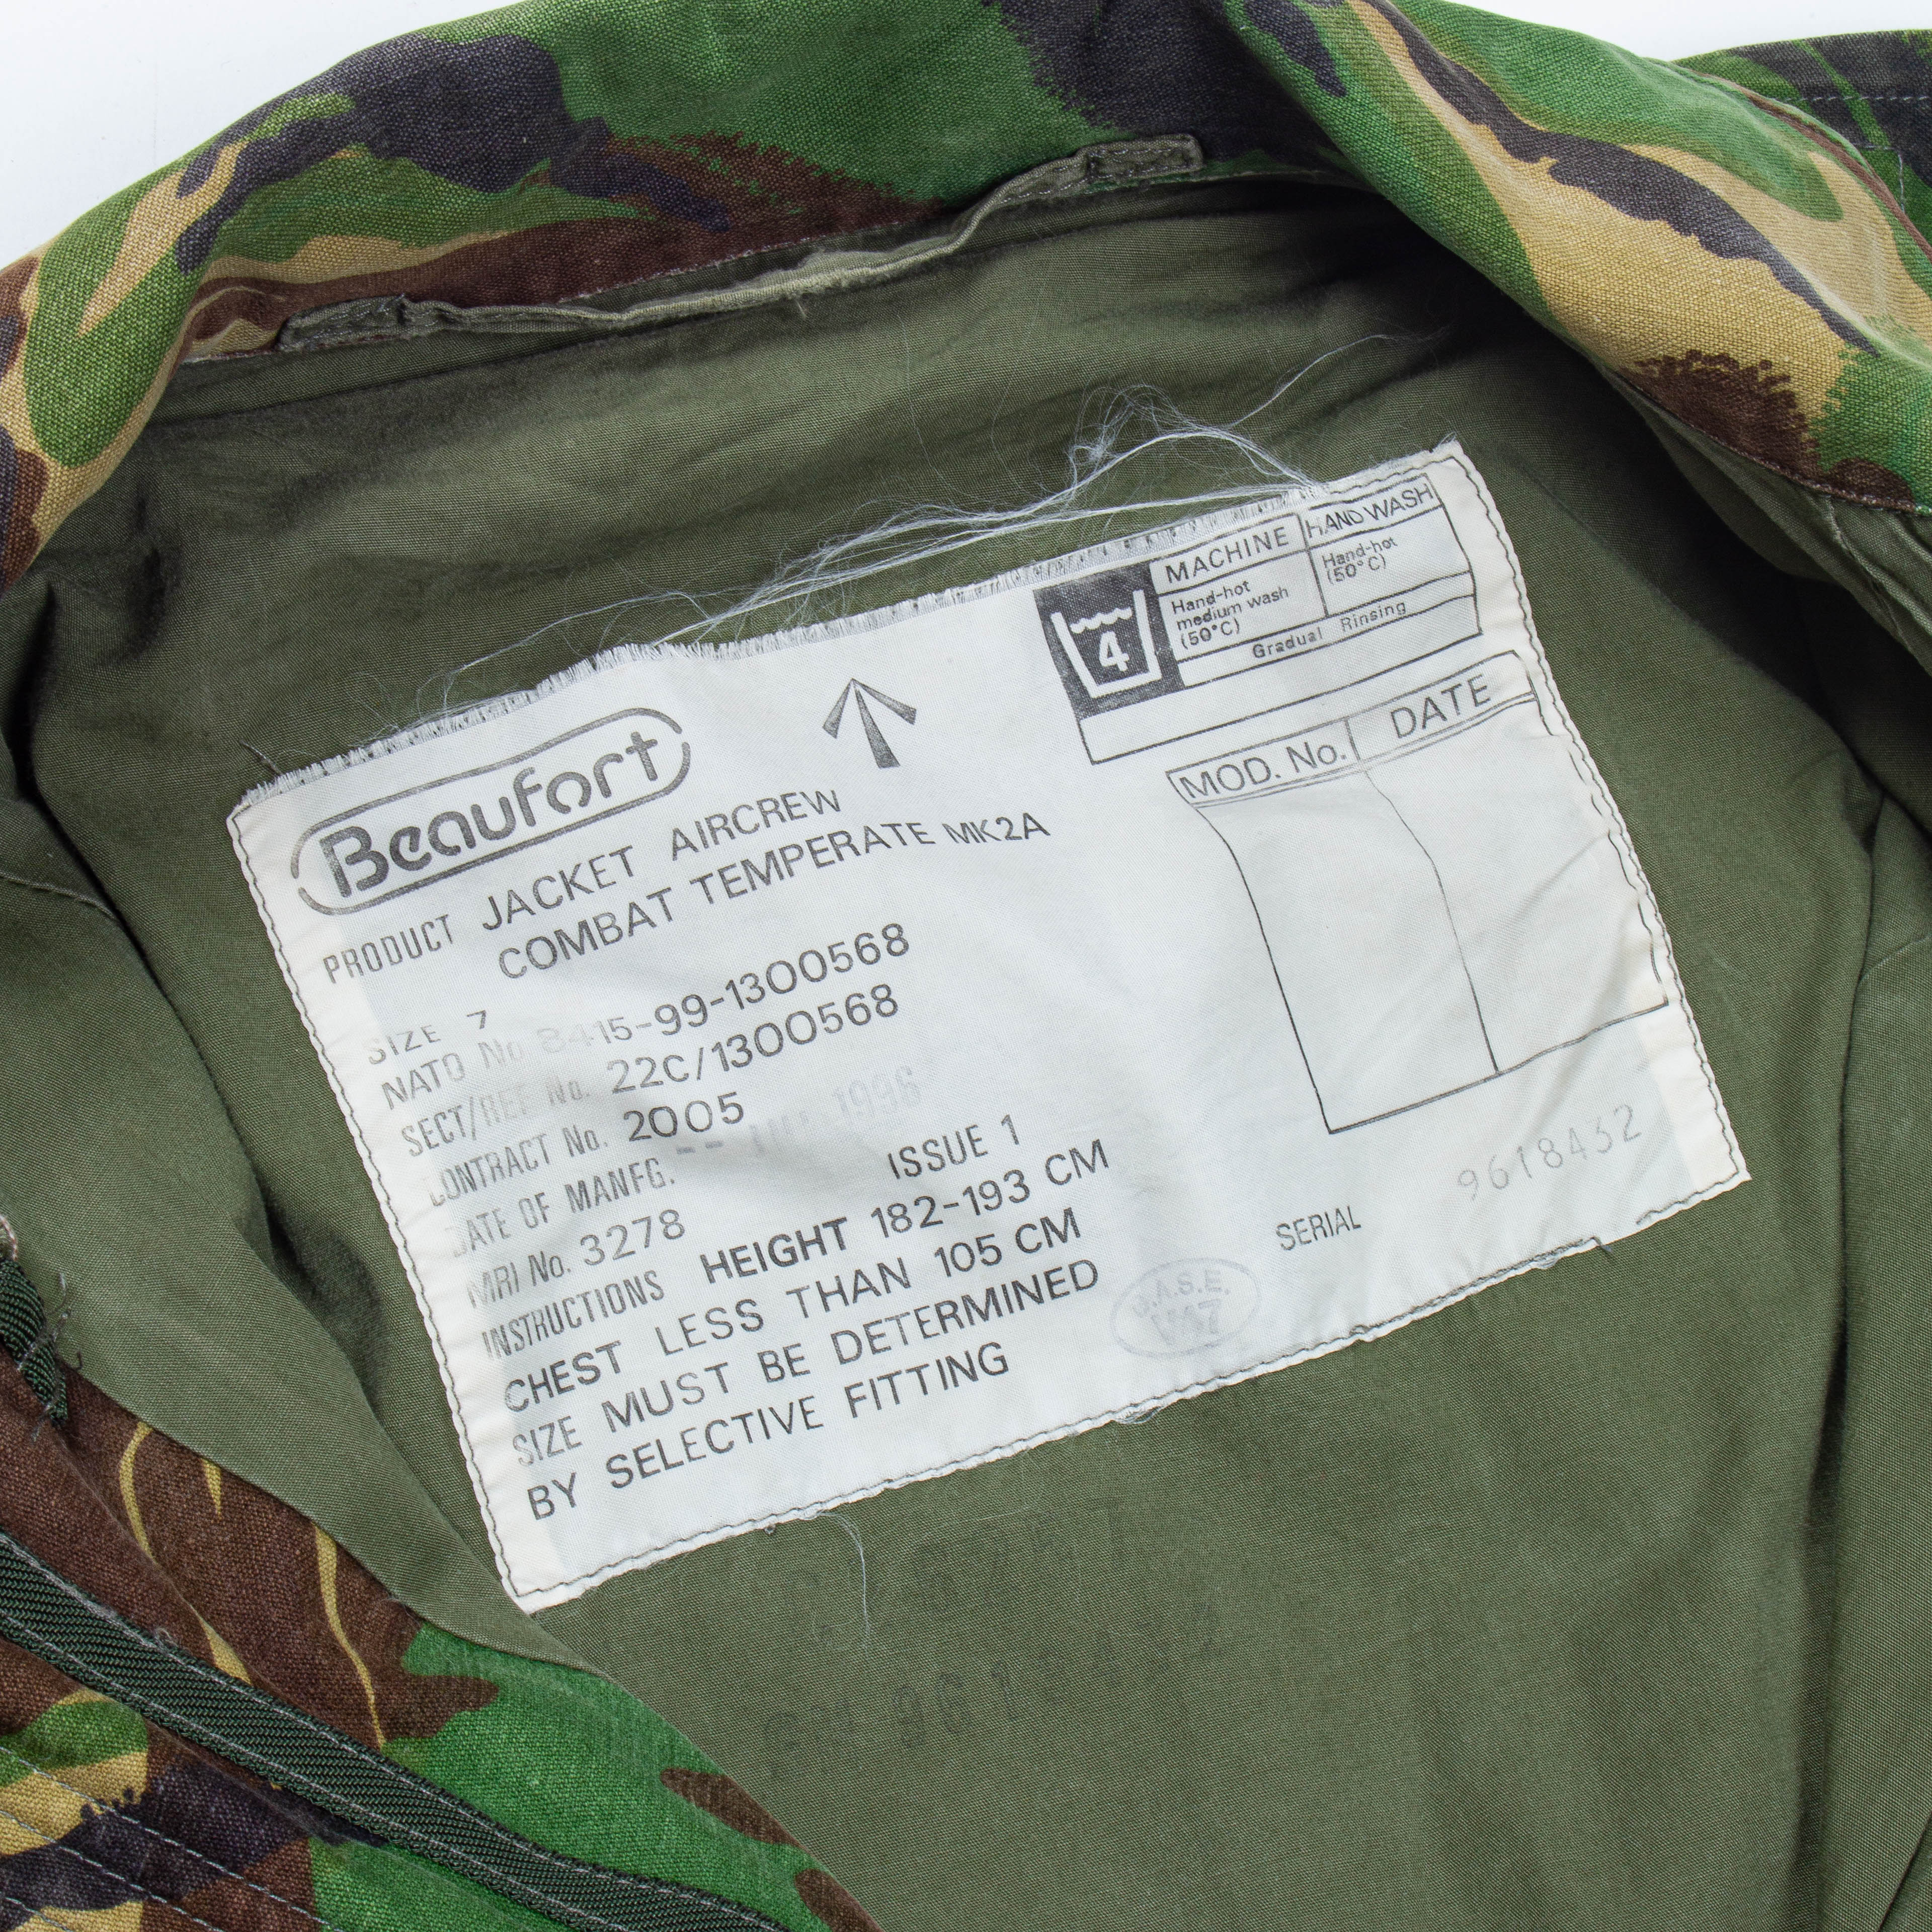 Beaufort
PRODUCT JACKET AIRCREW
COMBAT TEMPERATE MK2A
SIZE 7
NATO No 8415-99-1300568
SECT/REF No. 22C/1300568
CONTRACT No. 2005
DATE OF MANFG. 1996
MRI No. 3278 ISSUE 1
INSTRUCTIONS HEIGHT 182-193 CM
CHEST LESS THAN 105 CM
SIZE MUST BE DETERMINED
BY SELECTIVE FITTING
4
MACHINE
Hand-hot
medium wash
(50°C)
HAND WASH
Hand-hot
(50°C)
Gradual Rinsing
MOD. No. DATE
SERIAL 9618432